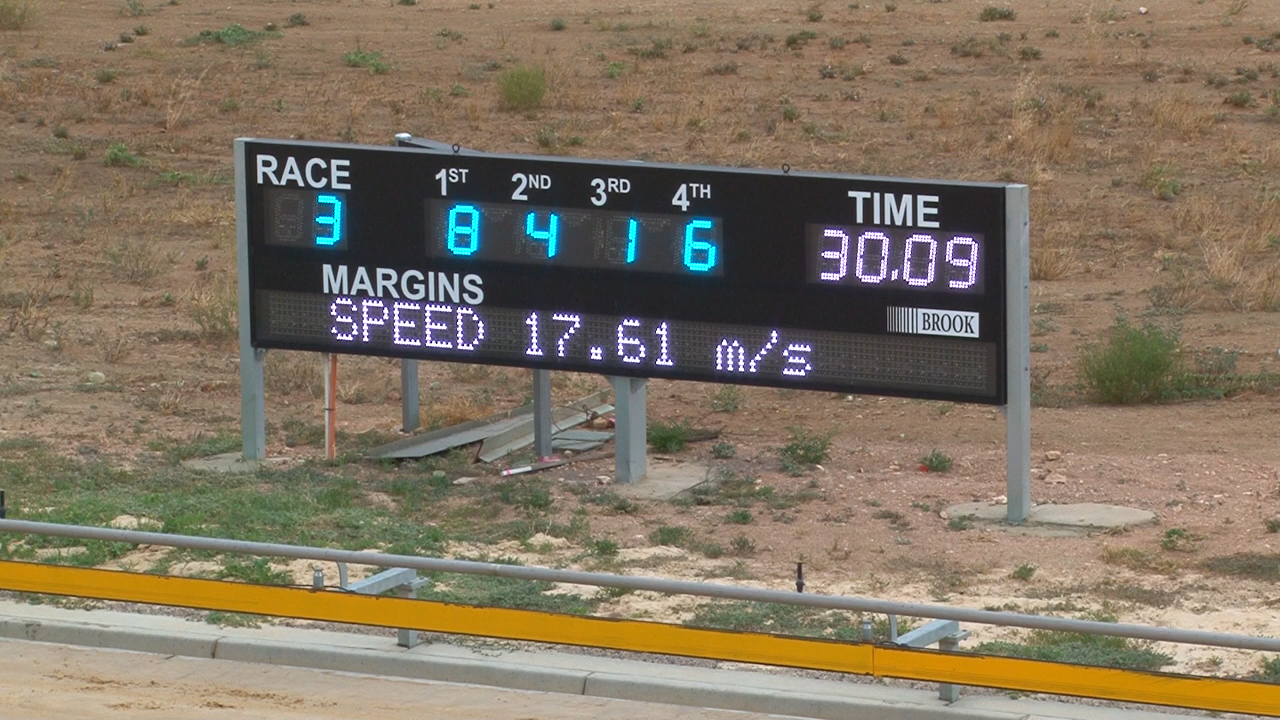 RACE 1ST 2ND 3RD 4TH TIME
3 8 4 1 6 30.09
MARGINS
SPEED 17.61 m/s
BROOK